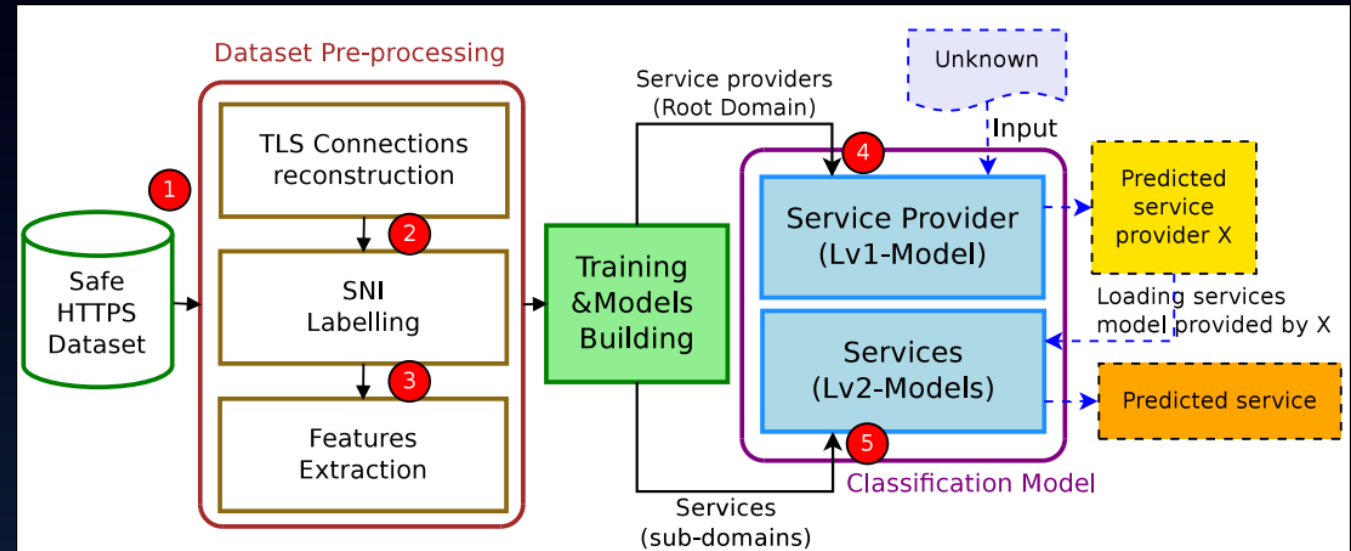 Dataset Pre-processing
1
Safe
HTTPS
Dataset
TLS Connections
reconstruction
2
SNI
Labelling
3
Features
Extraction
Training
&Models
Building
Service providers
(Root Domain)
Services
(sub-domains)
Unknown
Input
4
Service Provider
(Lv1-Model)
Services
(Lv2-Models)
5
Classification Model
Predicted
service
provider X
Loading services
model provided by X
Predicted service